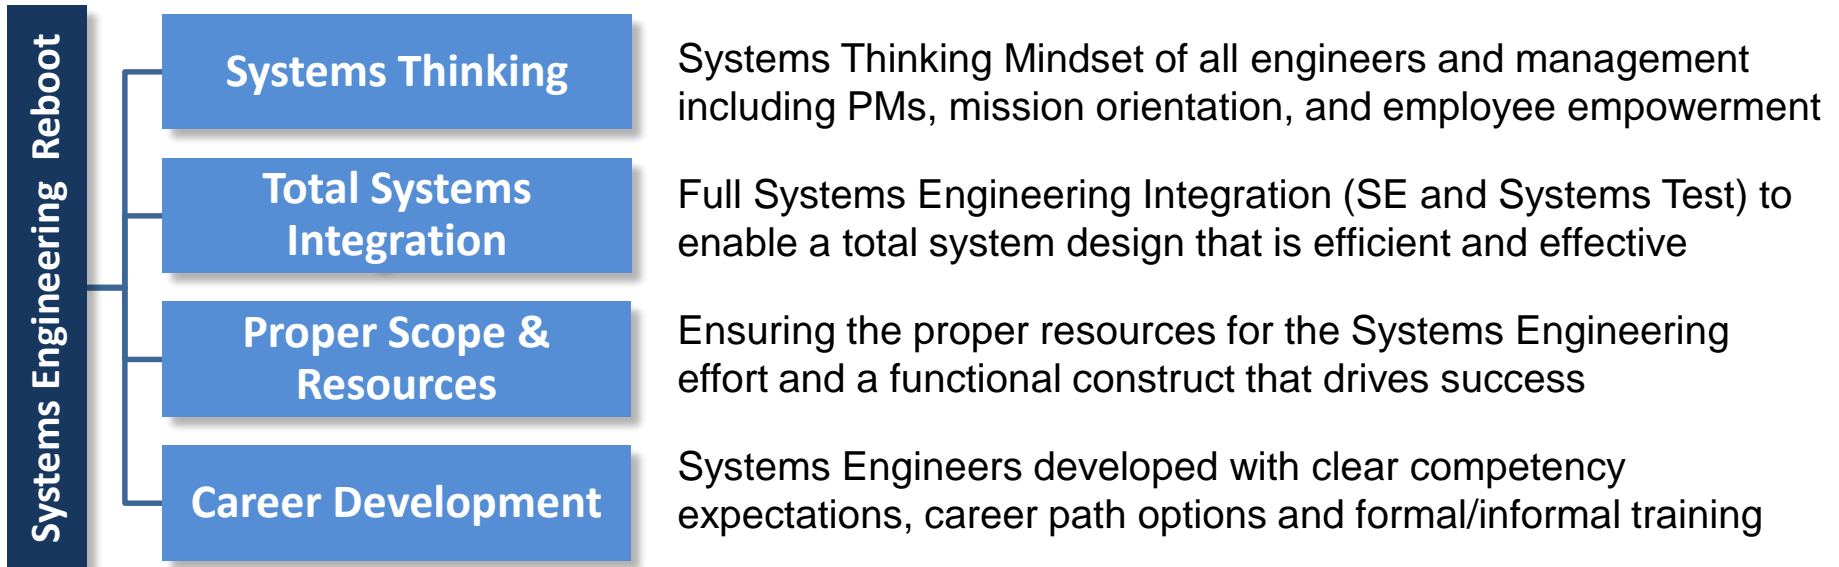 Systems Engineering Reboot
Systems Thinking
Systems Thinking Mindset of all engineers and management
including PMs, mission orientation, and employee empowerment
Total Systems
Integration
Full Systems Engineering Integration (SE and Systems Test) to
enable a total system design that is efficient and effective
Proper Scope &
Resources
Ensuring the proper resources for the Systems Engineering
effort and a functional construct that drives success
Career Development
Systems Engineers developed with clear competency
expectations, career path options and formal/informal training